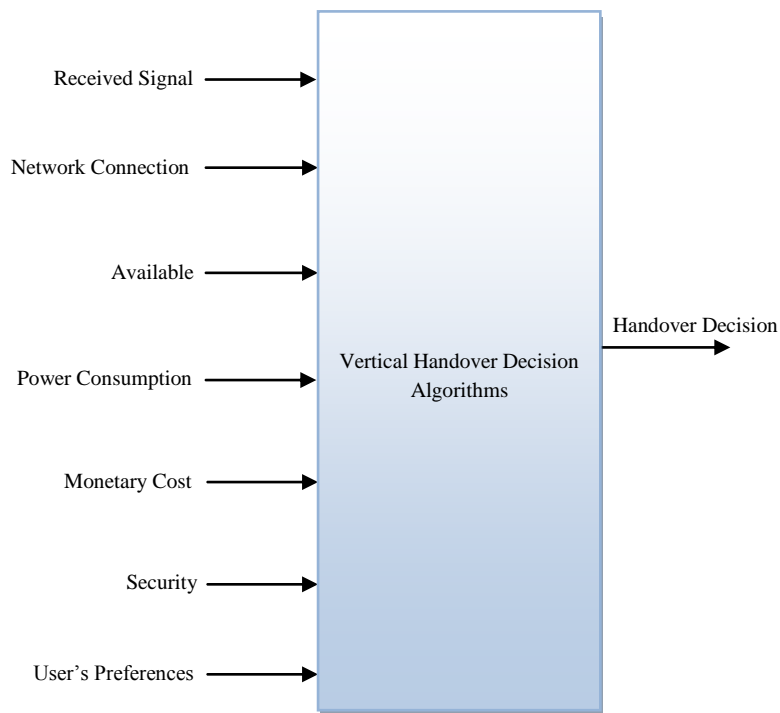 Received Signal
Network Connection
Available
Power Consumption
Monetary Cost
Security
User’s Preferences
Vertical Handover Decision
Algorithms
Handover Decision